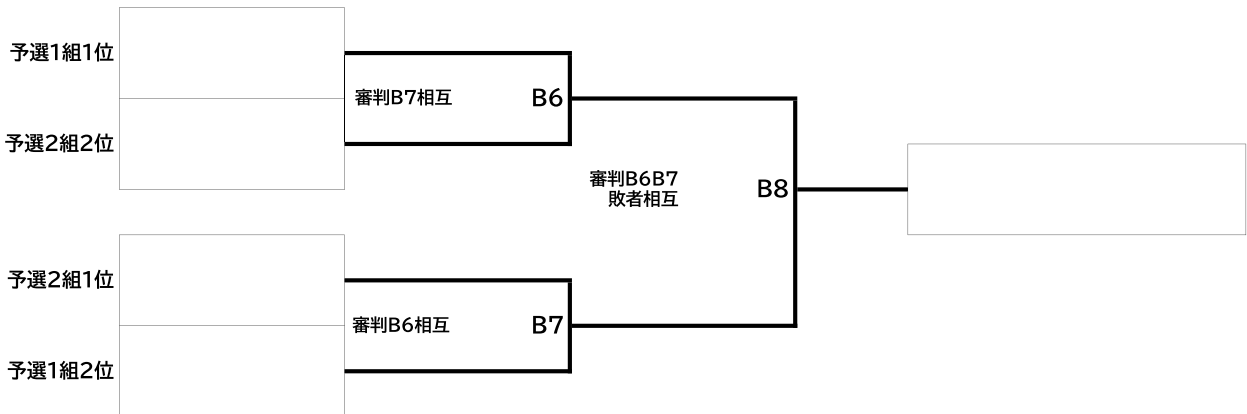 予選1組1位
審判B7相互
B6
予選2組2位
審判B6B7
敗者相互
B8
予選2組1位
審判B6相互
B7
予選1組2位